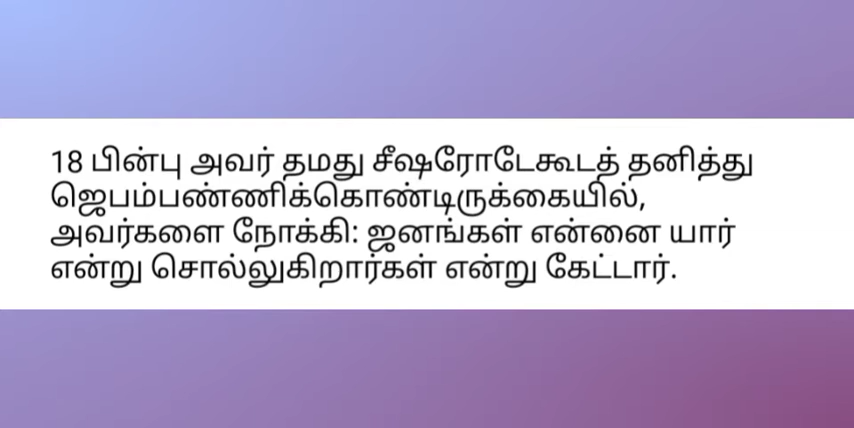 18 பின்பு அவர் தமது சீஷரோடேகூடத் தனித்து
ஜெபம்பண்ணிக்கொண்டிருக்கையில்,
அவர்களை நோக்கி: ஜனங்கள் என்னை யார்
என்று சொல்லுகிறார்கள் என்று கேட்டார்.